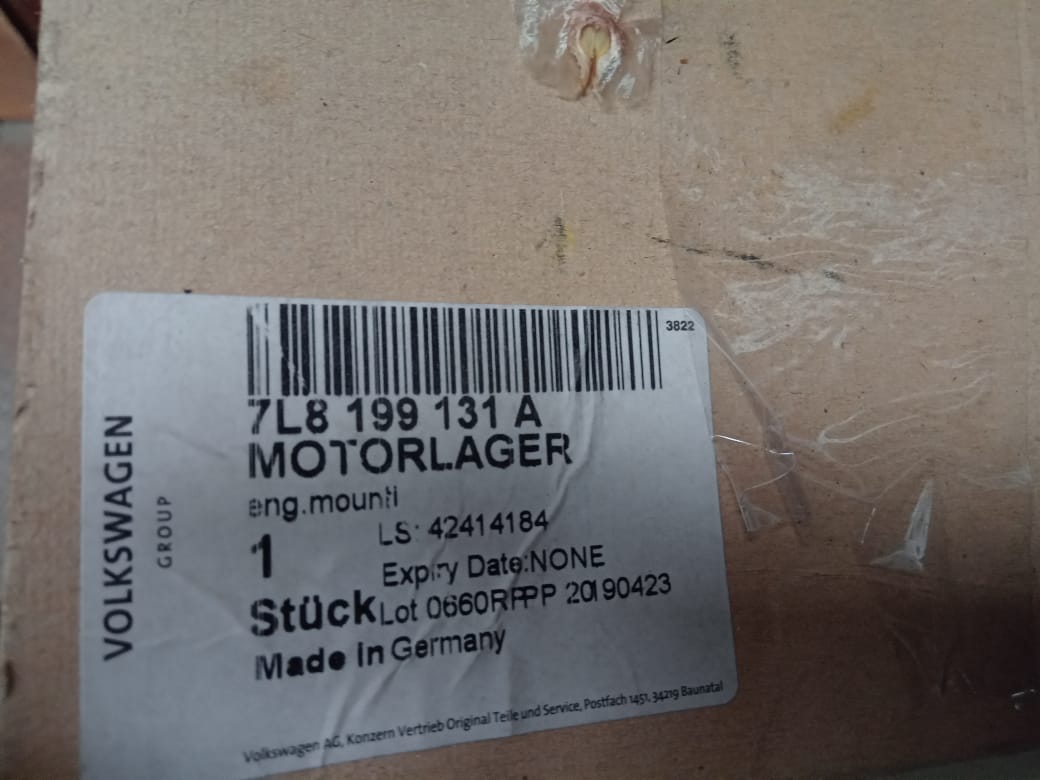 3822
7L8 199 131 A
MOTORLAGER
eng.mounti
LS: 42414184
1
Expiry Date:NONE
Stück
Lot 0660RPPP 20190423
Made in Germany
VOLKSWAGEN
GROUP
Volkswagen AG, Konzern Vertrieb Original Teile und Service, Postfach 1451, 34219 Baunatal